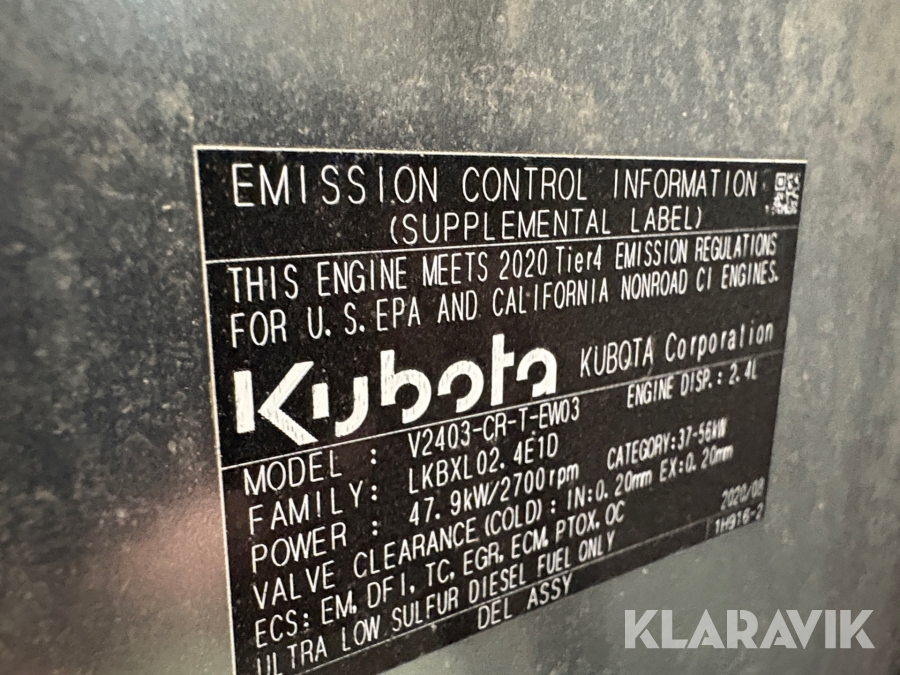 EMISSION CONTROL INFORMATION
(SUPPLEMENTAL LABEL)
THIS ENGINE MEETS 2020 Tier4 EMISSION REGULATIONS
FOR U.S.EPA AND CALIFORNIA NONROAD CI ENGINES.
Kubota KUBOTA Corporation
MODEL : V2403-CR-T-EW03 ENGINE DISP.: 2.4L
FAMILY: LKBXL02.4E1D
POWER : 47.9kW/2700rpm CATEGORY:37-56kW
VALVE CLEARANCE(COLD): IN:0.20mm EX:0.20mm
ECS: EM, DFI, TC, EGR, ECM, PTOX, OC 2020/08
ULTRA LOW SULFUR DIESEL FUEL ONLY 1H916-2
DEL ASSY
KLARAVIK